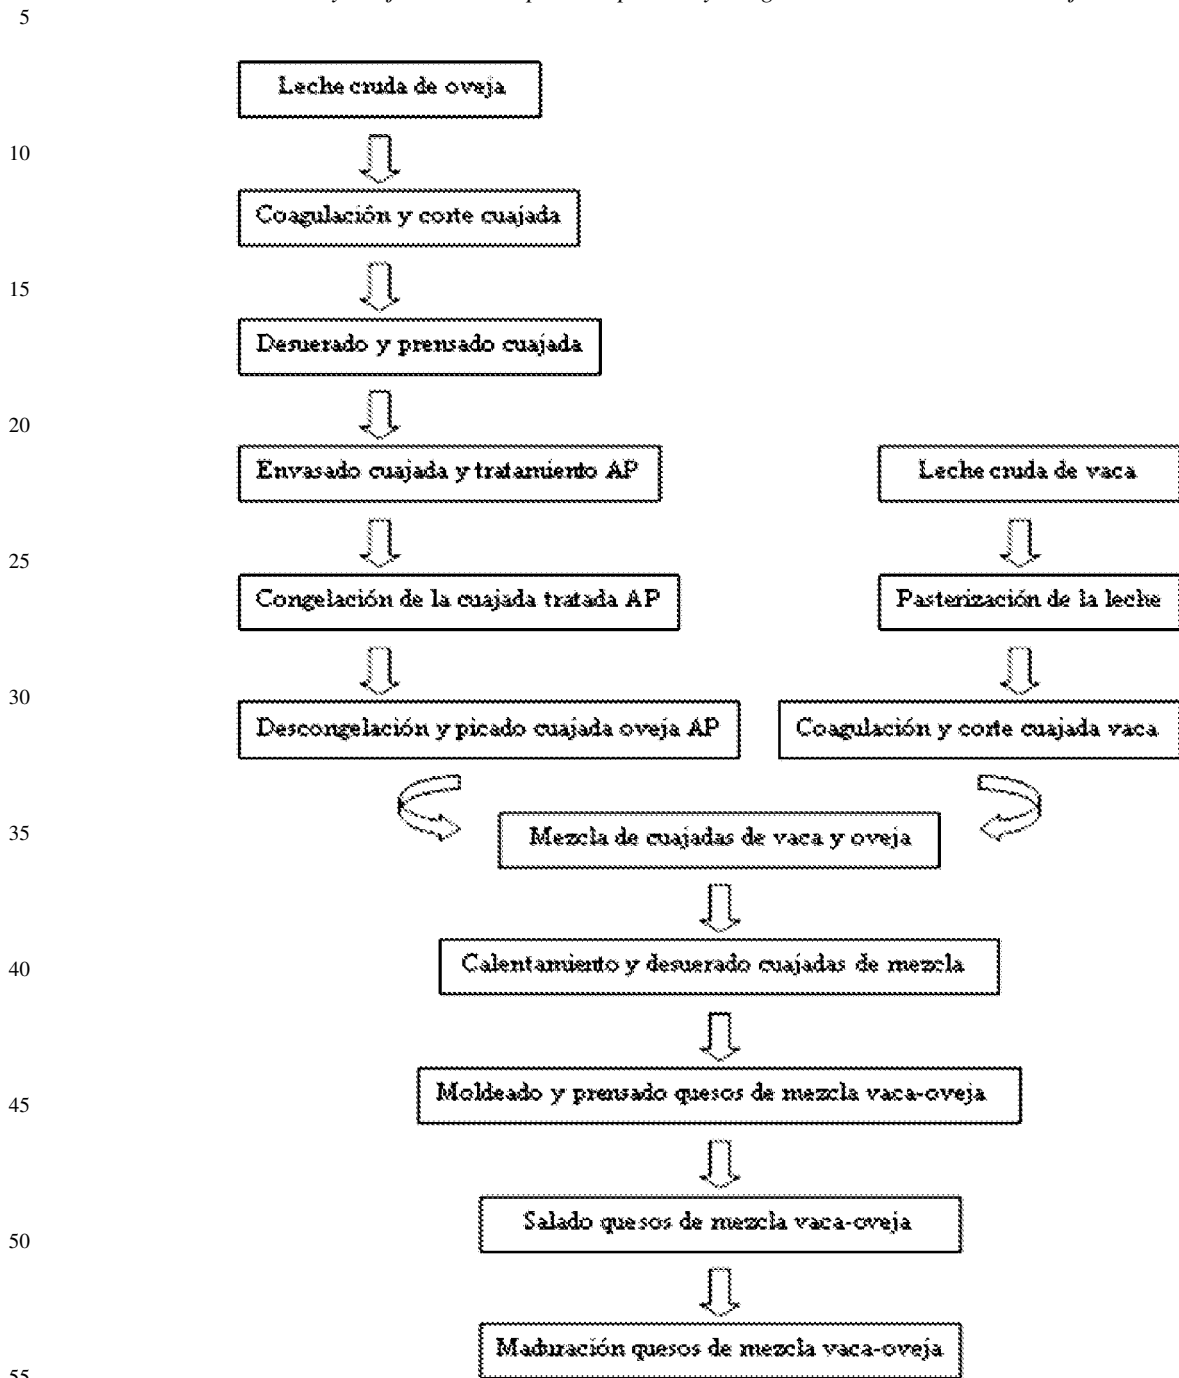 5
Leche cruda de oveja
10
Coagulación y corte cuajada
15
Desuerado y prensado cuajada
20
Envasado cuajada y tratamiento AP
Leche cruda de vaca
25
Congelación de la cuajada tratada AP
Pasterización de la leche
30
Descongelación y picado cuajada oveja AP
Coagulación y corte cuajada vaca
35
Mezcla de cuajadas de vaca y oveja
40
Calentamiento y desuerado cuajadas de mezcla
45
Moldeado y prensado quesos de mezcla vaca-oveja
50
Salado quesos de mezcla vaca-oveja
Maduración quesos de mezcla vaca-oveja
55